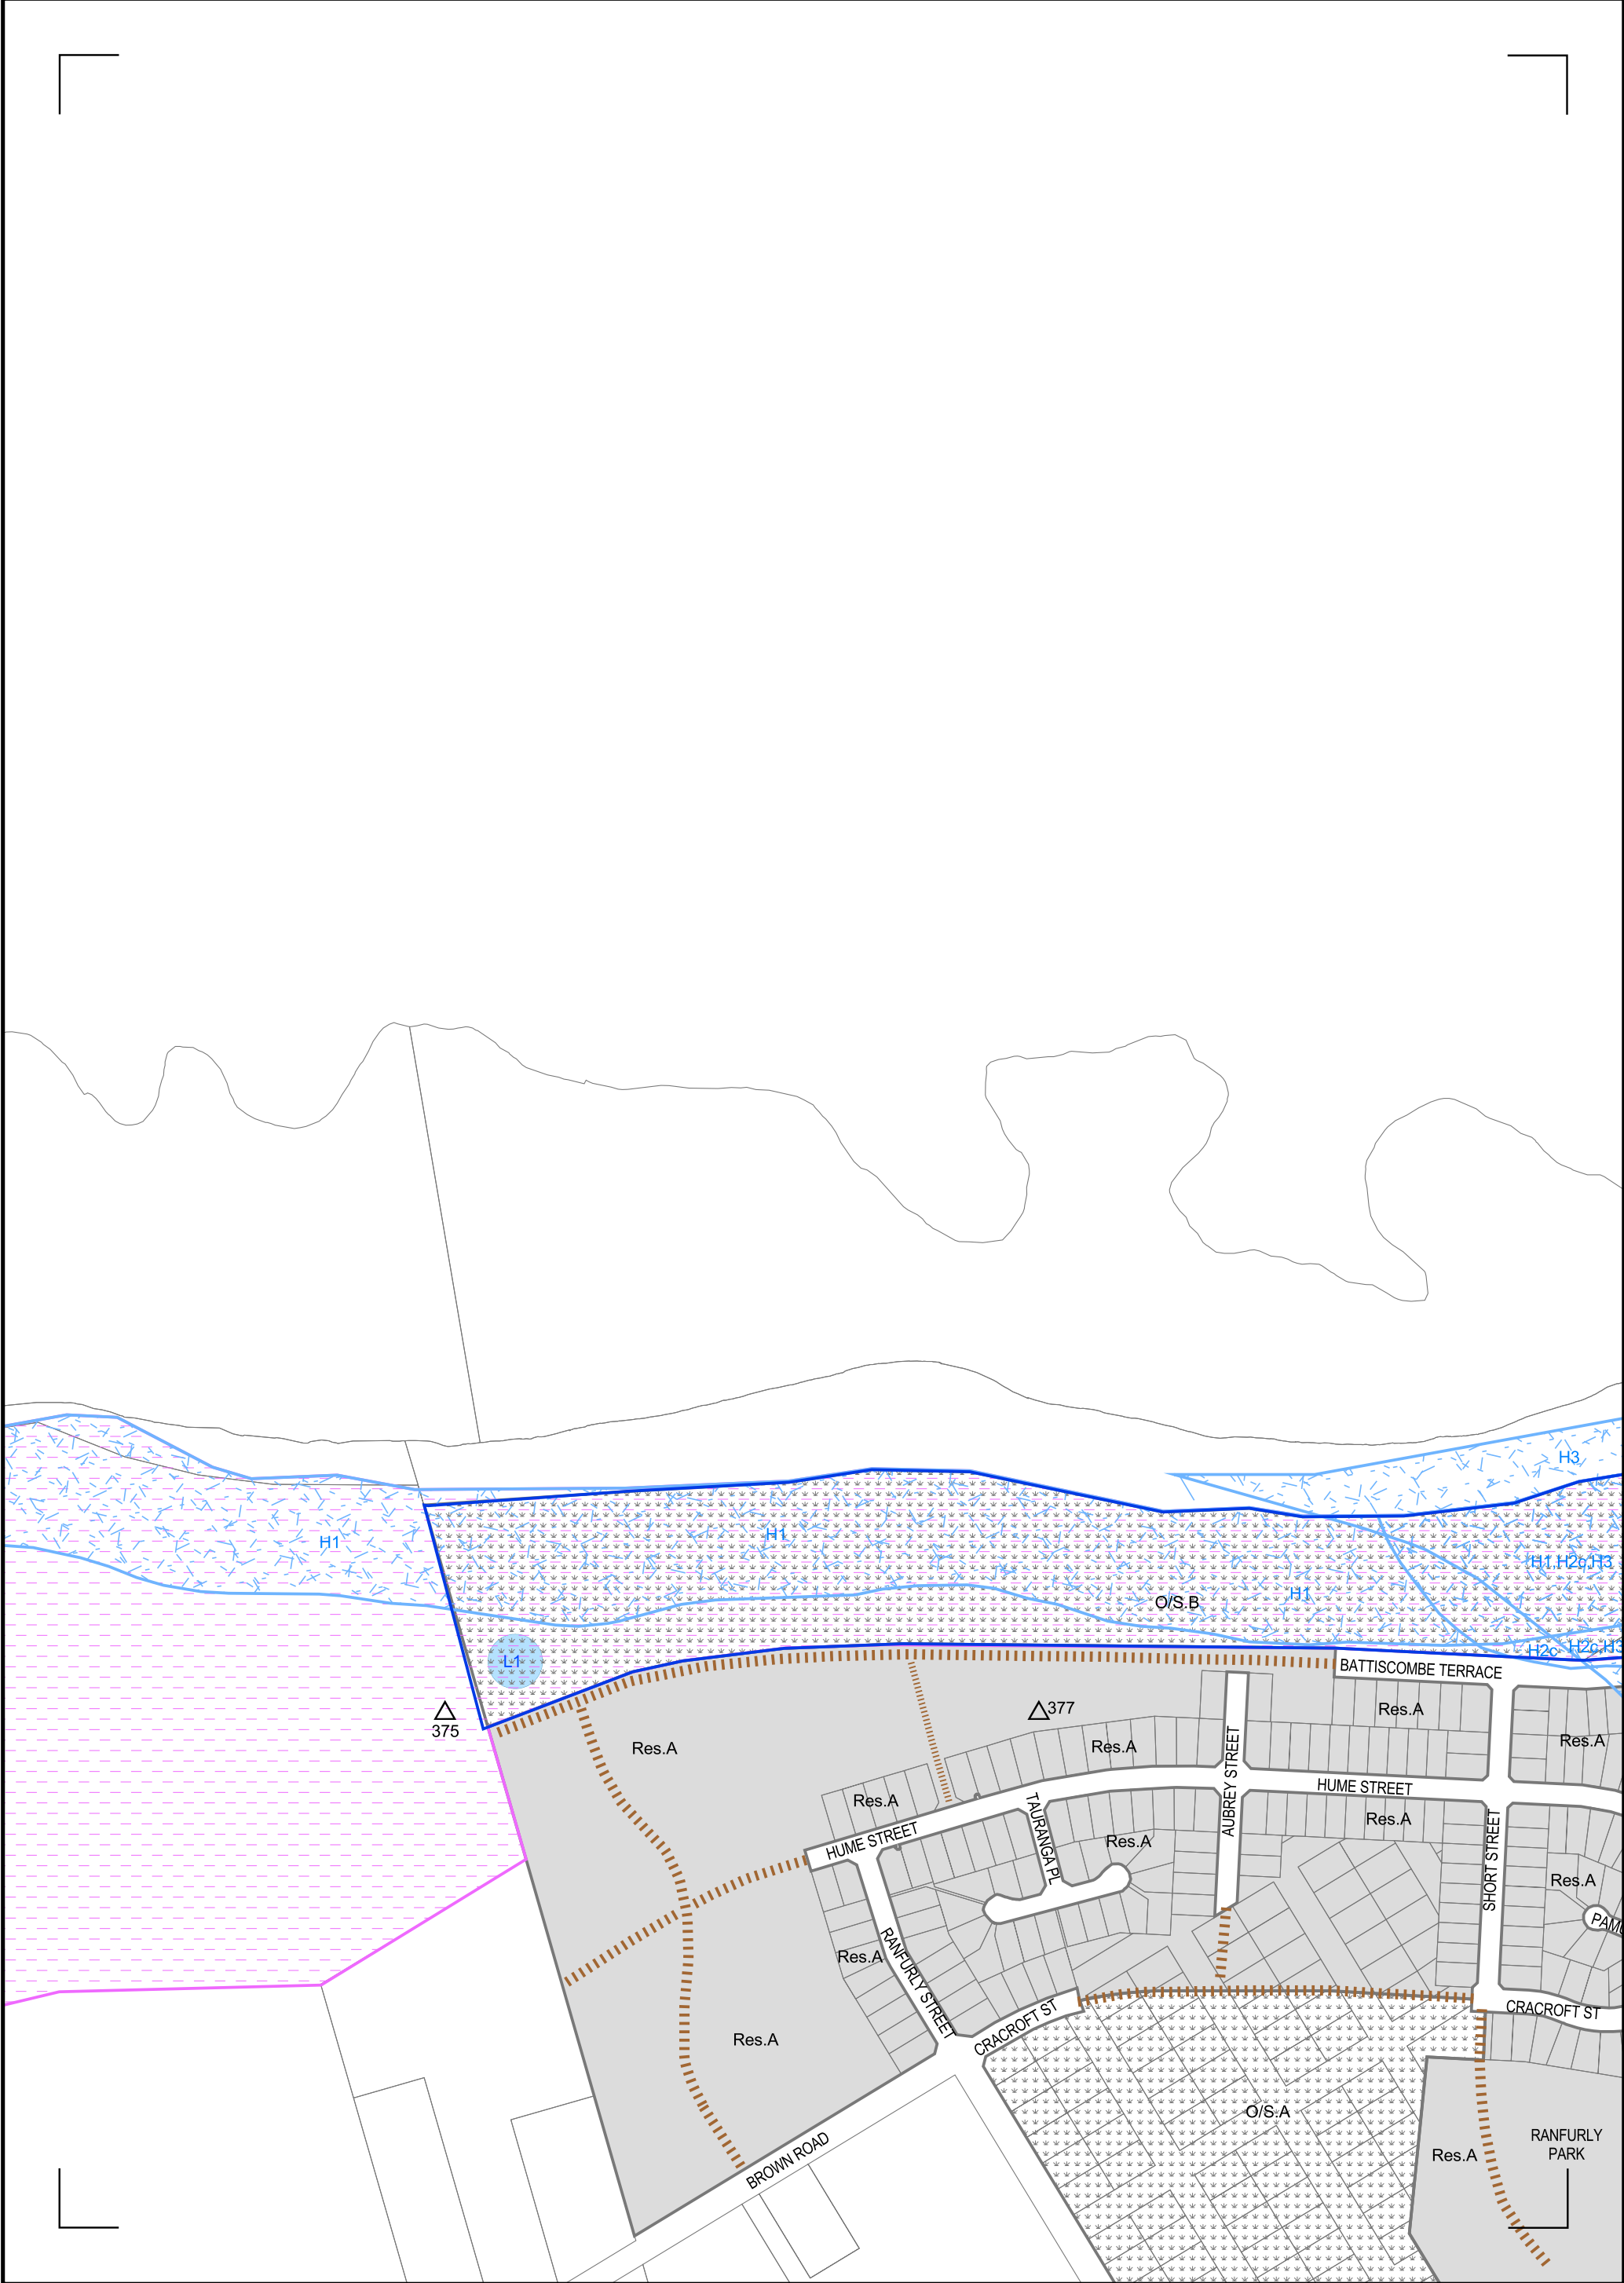 H3
H1
H1
H1,H2c,H3
H1
O/S.B
H2c
L1
BATTISCOMBE TERRACE
375
377
Res.A
Res.A
Res.A
Res.A
Res.A
HUME STREET
AUBREY STREET
Res.A
Res.A
SHORT STREET
HUME STREET
TAURANGA PL
Res.A
Res.A
Res.A
RANFURLY STREET
CRACROFT ST
CRACROFT ST
Res.A
O/S.A
BROWN ROAD
Res.A
RANFURLY
PARK